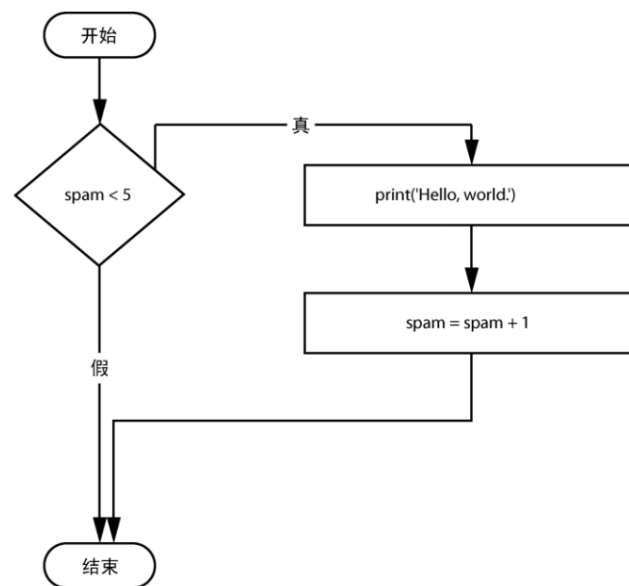 开始
真
spam < 5
print('Hello, world.')
spam = spam + 1
假
结束